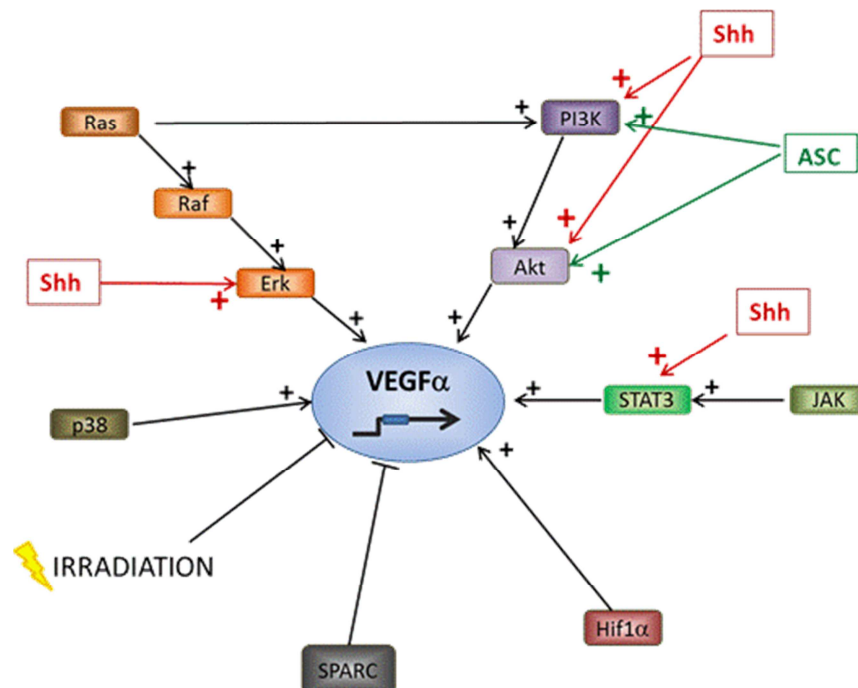 Shh
+
+
Ras
+
PI3K
+
ASC
+
Raf
+
+
+
Akt
+
Shh
+
Erk
+
+
Shh
+
VEGFα
+
+
STAT3
+
JAK
p38
+
IRRADIATION
Hif1α
SPARC